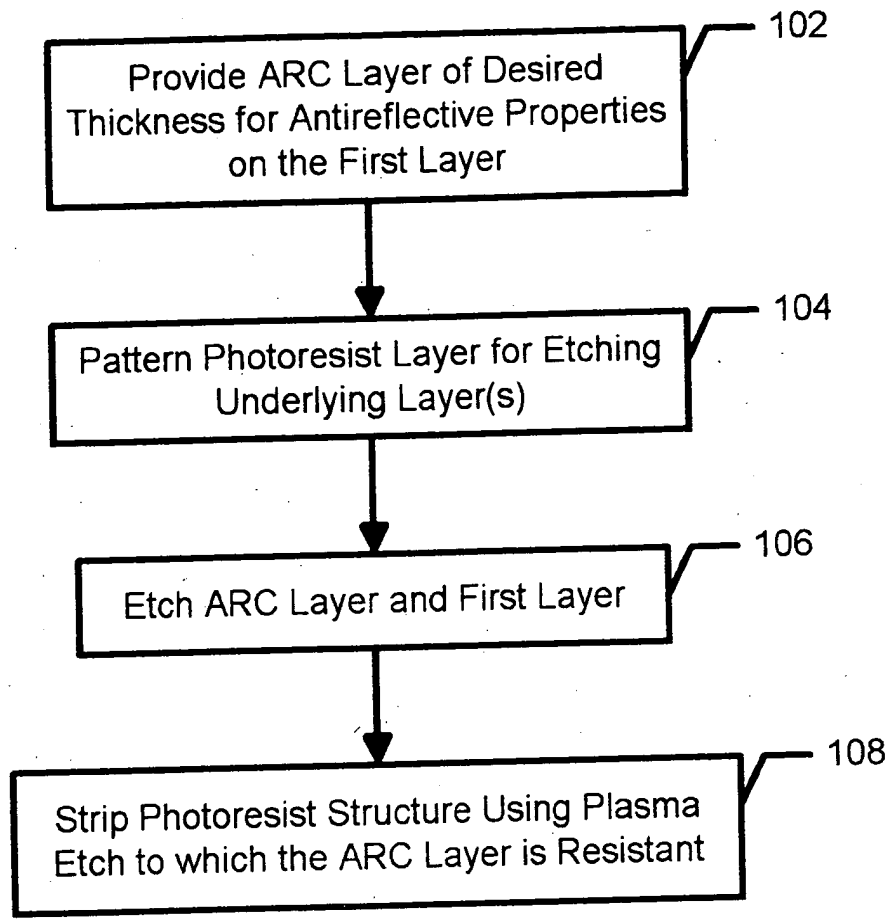 102
Provide ARC Layer of Desired
Thickness for Antireflective Properties
on the First Layer
104
Pattern Photoresist Layer for Etching
Underlying Layer(s)
106
Etch ARC Layer and First Layer
108
Strip Photoresist Structure Using Plasma
Etch to which the ARC Layer is Resistant